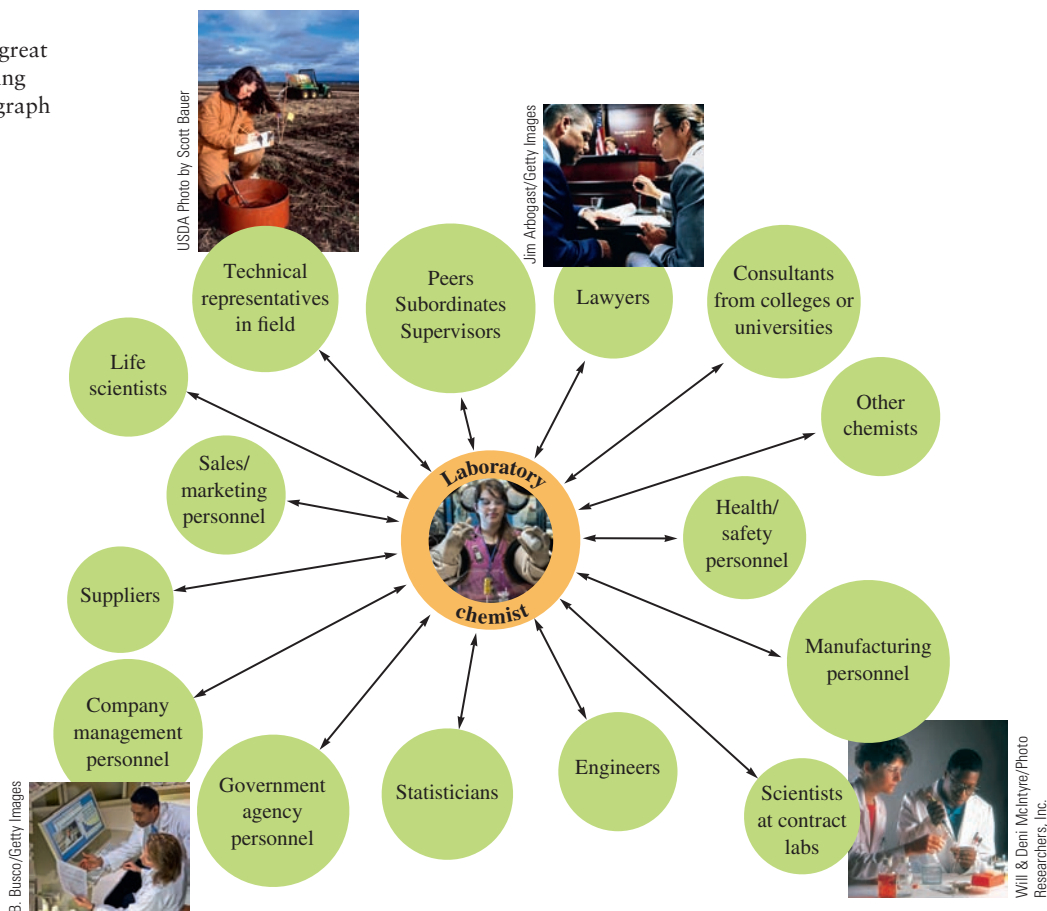 great
ing
graph
USDA Photo by Scott Bauer
Jim Arbogast/Getty Images
Technical
representatives
in field
Peers
Subordinates
Supervisors
Lawyers
Consultants
from colleges or
universities
Life
scientists
Other
chemists
Sales/
marketing
personnel
Laboratory
chemist
Health/
safety
personnel
Suppliers
Manufacturing
personnel
Company
management
personnel
Government
agency
personnel
Statisticians
Engineers
Scientists
at contract
labs
B. Busco/Getty Images
Will & Deni McIntyre/Photo
Researchers, Inc.